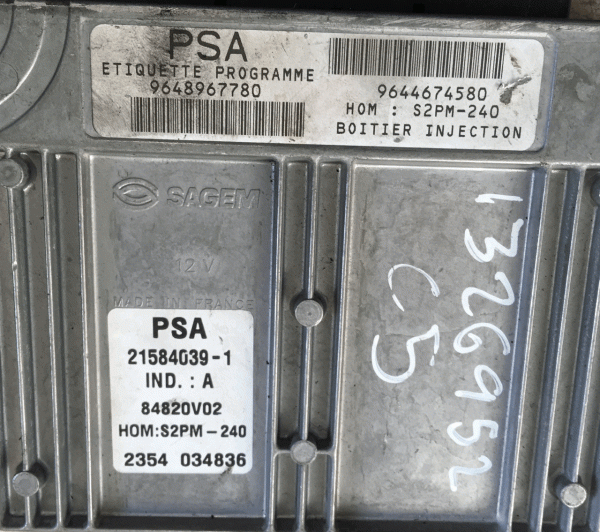 PSA
ETIQUETTE PROGRAMME
9648967780
9644674580
HOM : S2PM-240
BOITIER INJECTION
SAGEM
12 V
MADE IN FRANCE
PSA
21584039-1
IND. : A
84820V02
HOM:S2PM-240
2354 034836
1326952
C5